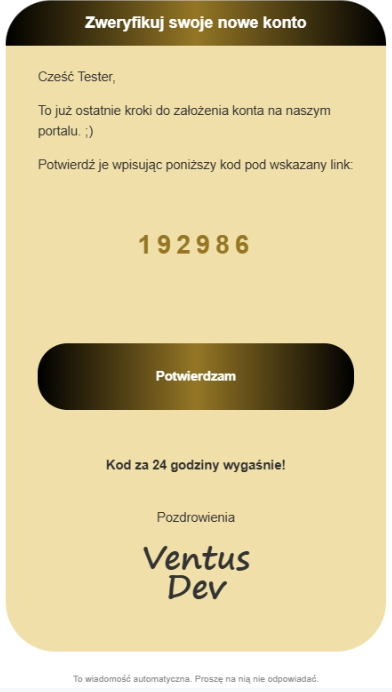 Zweryfikuj swoje nowe konto
Cześć Tester,
To już ostatnie kroki do założenia konta na naszym
portalu. ;)
Potwierdź je wpisując poniższy kod pod wskazany link:
192986
Potwierdzam
Kod za 24 godziny wygaśnie!
Pozdrowienia
Ventus
Dev
To wiadomość automatyczna. Proszę na nią nie odpowiadać.